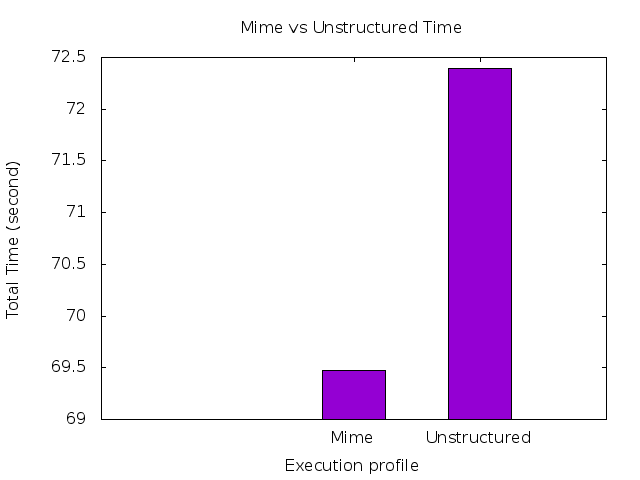 Mime vs Unstructured Time
72.5
72
71.5
71
70.5
70
69.5
69
Total Time (second)
Mime Unstructured
Execution profile